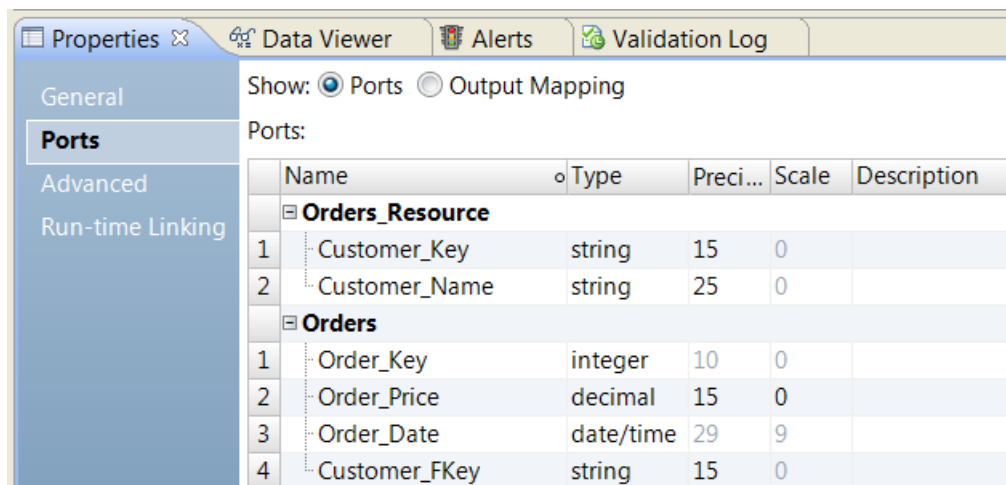 Properties Data Viewer Alerts Validation Log
General
Ports
Advanced
Run-time Linking
Show: Ports Output Mapping
Ports:
Name Type Preci... Scale Description
Orders_Resource
1 Customer_Key string 15 0
2 Customer_Name string 25 0
Orders
1 Order_Key integer 10 0
2 Order_Price decimal 15 0
3 Order_Date date/time 29 9
4 Customer_FKey string 15 0